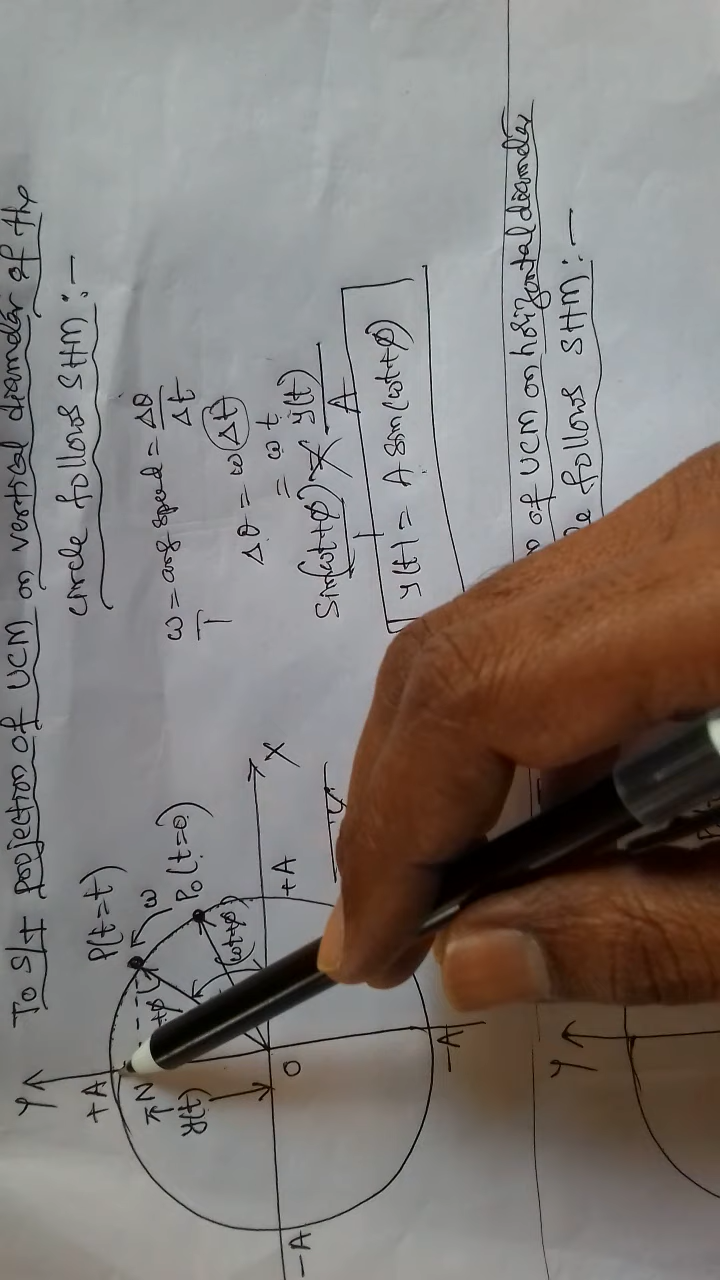 To S/T projection of UCM on vertical diameter of the
circle follows SHM :-
ω = ang speed = Δθ / Δt
Δθ = ω(Δt)
= ωt
Sin(ωt+φ) = y(t) / A
y(t) = A sin(ωt+φ)
Y
+A
N
y(t)
P(t=t)
ω
P₀(t=0)
(ωt+φ)
O
+A
X
-A
-A
of UCM on horizontal diameter
follows SHM :-
Y